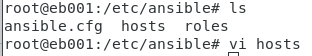 root@eb001:/etc/ansible# ls
ansible.cfg  hosts  roles
root@eb001:/etc/ansible# vi hosts